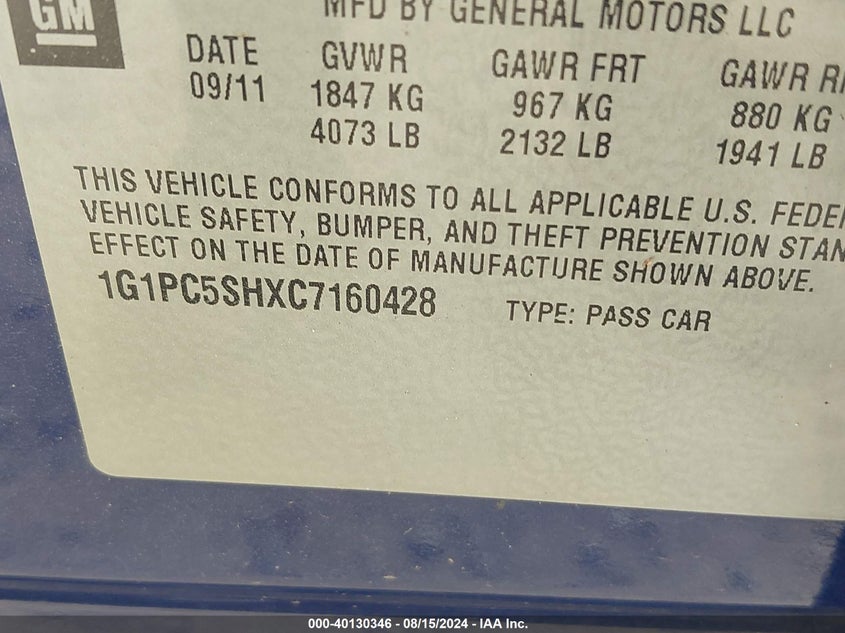 GM
MFD BY GENERAL MOTORS LLC
DATE GVWR GAWR FRT GAWR
09/11 1847 KG 967 KG 880 KG
4073 LB 2132 LB 1941 LB
THIS VEHICLE CONFORMS TO ALL APPLICABLE U.S.
VEHICLE SAFETY, BUMPER, AND THEFT PREVENTION
EFFECT ON THE DATE OF MANUFACTURE SHOWN ABOVE.
1G1PC5SHXC7160428 TYPE: PASS CAR
000-40130346 - 08/15/2024 - IAA Inc.